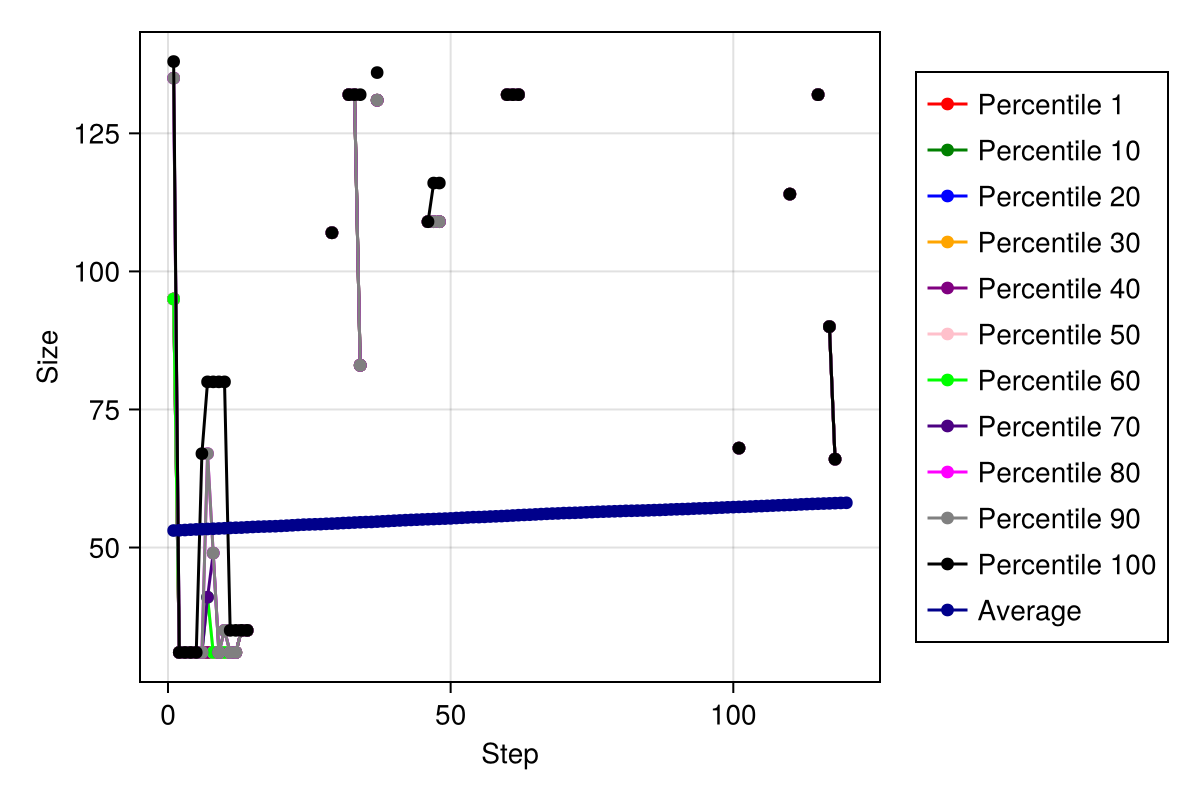 125
100
75
50
0
50
100
Size
Step
Percentile 1
Percentile 10
Percentile 20
Percentile 30
Percentile 40
Percentile 50
Percentile 60
Percentile 70
Percentile 80
Percentile 90
Percentile 100
Average